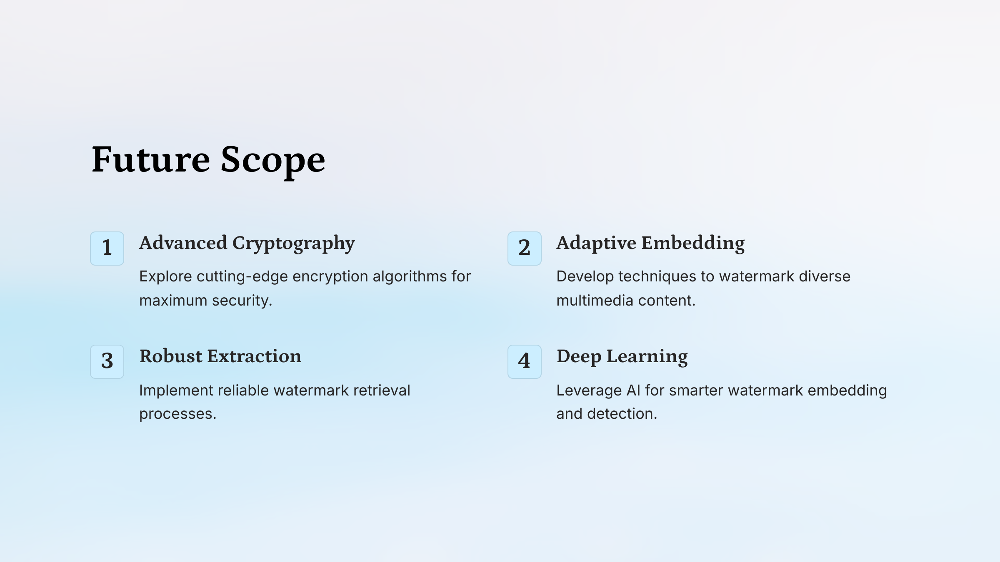 Future Scope
1
Advanced Cryptography
Explore cutting-edge encryption algorithms for
maximum security.
2
Adaptive Embedding
Develop techniques to watermark diverse
multimedia content.
3
Robust Extraction
Implement reliable watermark retrieval
processes.
4
Deep Learning
Leverage AI for smarter watermark embedding
and detection.